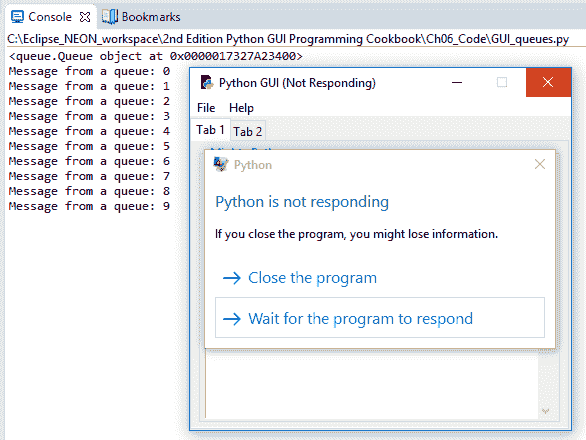 Console
Bookmarks
C:\Eclipse_NEON_workspace\2nd Edition Python GUI Programming Cookbook\Ch06_Code\GUI_queues.py
<queue.Queue object at 0x0000017327A23400>
Message from a queue: 0
Message from a queue: 1
Message from a queue: 2
Message from a queue: 3
Message from a queue: 4
Message from a queue: 5
Message from a queue: 6
Message from a queue: 7
Message from a queue: 8
Message from a queue: 9
Python GUI (Not Responding)
File Help
Tab 1 Tab 2
Python
Python is not responding
If you close the program, you might lose information.
Close the program
Wait for the program to respond